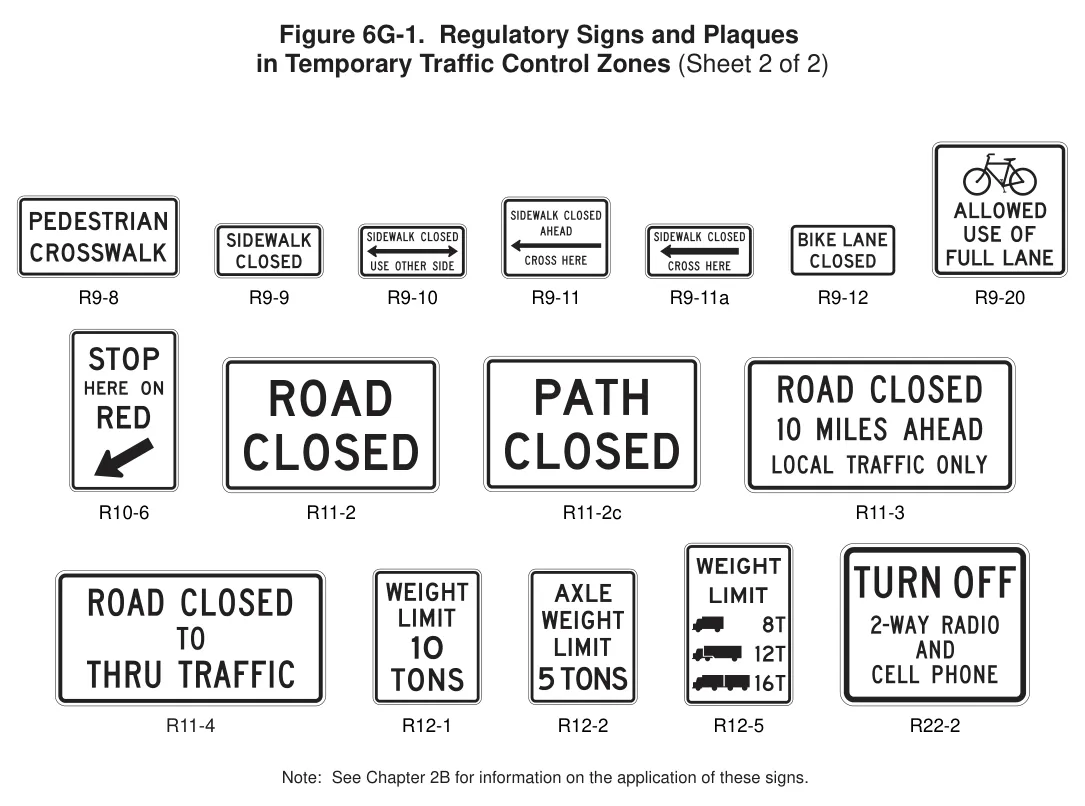 Figure 6G-1. Regulatory Signs and Plaques
in Temporary Traffic Control Zones (Sheet 2 of 2)
PEDESTRIAN
CROSSWALK
R9-8
SIDEWALK
CLOSED
R9-9
SIDEWALK CLOSED
USE OTHER SIDE
R9-10
SIDEWALK CLOSED
AHEAD
CROSS HERE
R9-11
SIDEWALK CLOSED
CROSS HERE
R9-11a
BIKE LANE
CLOSED
R9-12
ALLOWED
USE OF
FULL LANE
R9-20
STOP
HERE ON
RED
R10-6
ROAD
CLOSED
R11-2
PATH
CLOSED
R11-2c
ROAD CLOSED
10 MILES AHEAD
LOCAL TRAFFIC ONLY
R11-3
ROAD CLOSED
TO
THRU TRAFFIC
R11-4
WEIGHT
LIMIT
10
TONS
R12-1
AXLE
WEIGHT
LIMIT
5 TONS
R12-2
WEIGHT
LIMIT
8T
12T
16T
R12-5
TURN OFF
2-WAY RADIO
AND
CELL PHONE
R22-2
Note: See Chapter 2B for information on the application of these signs.